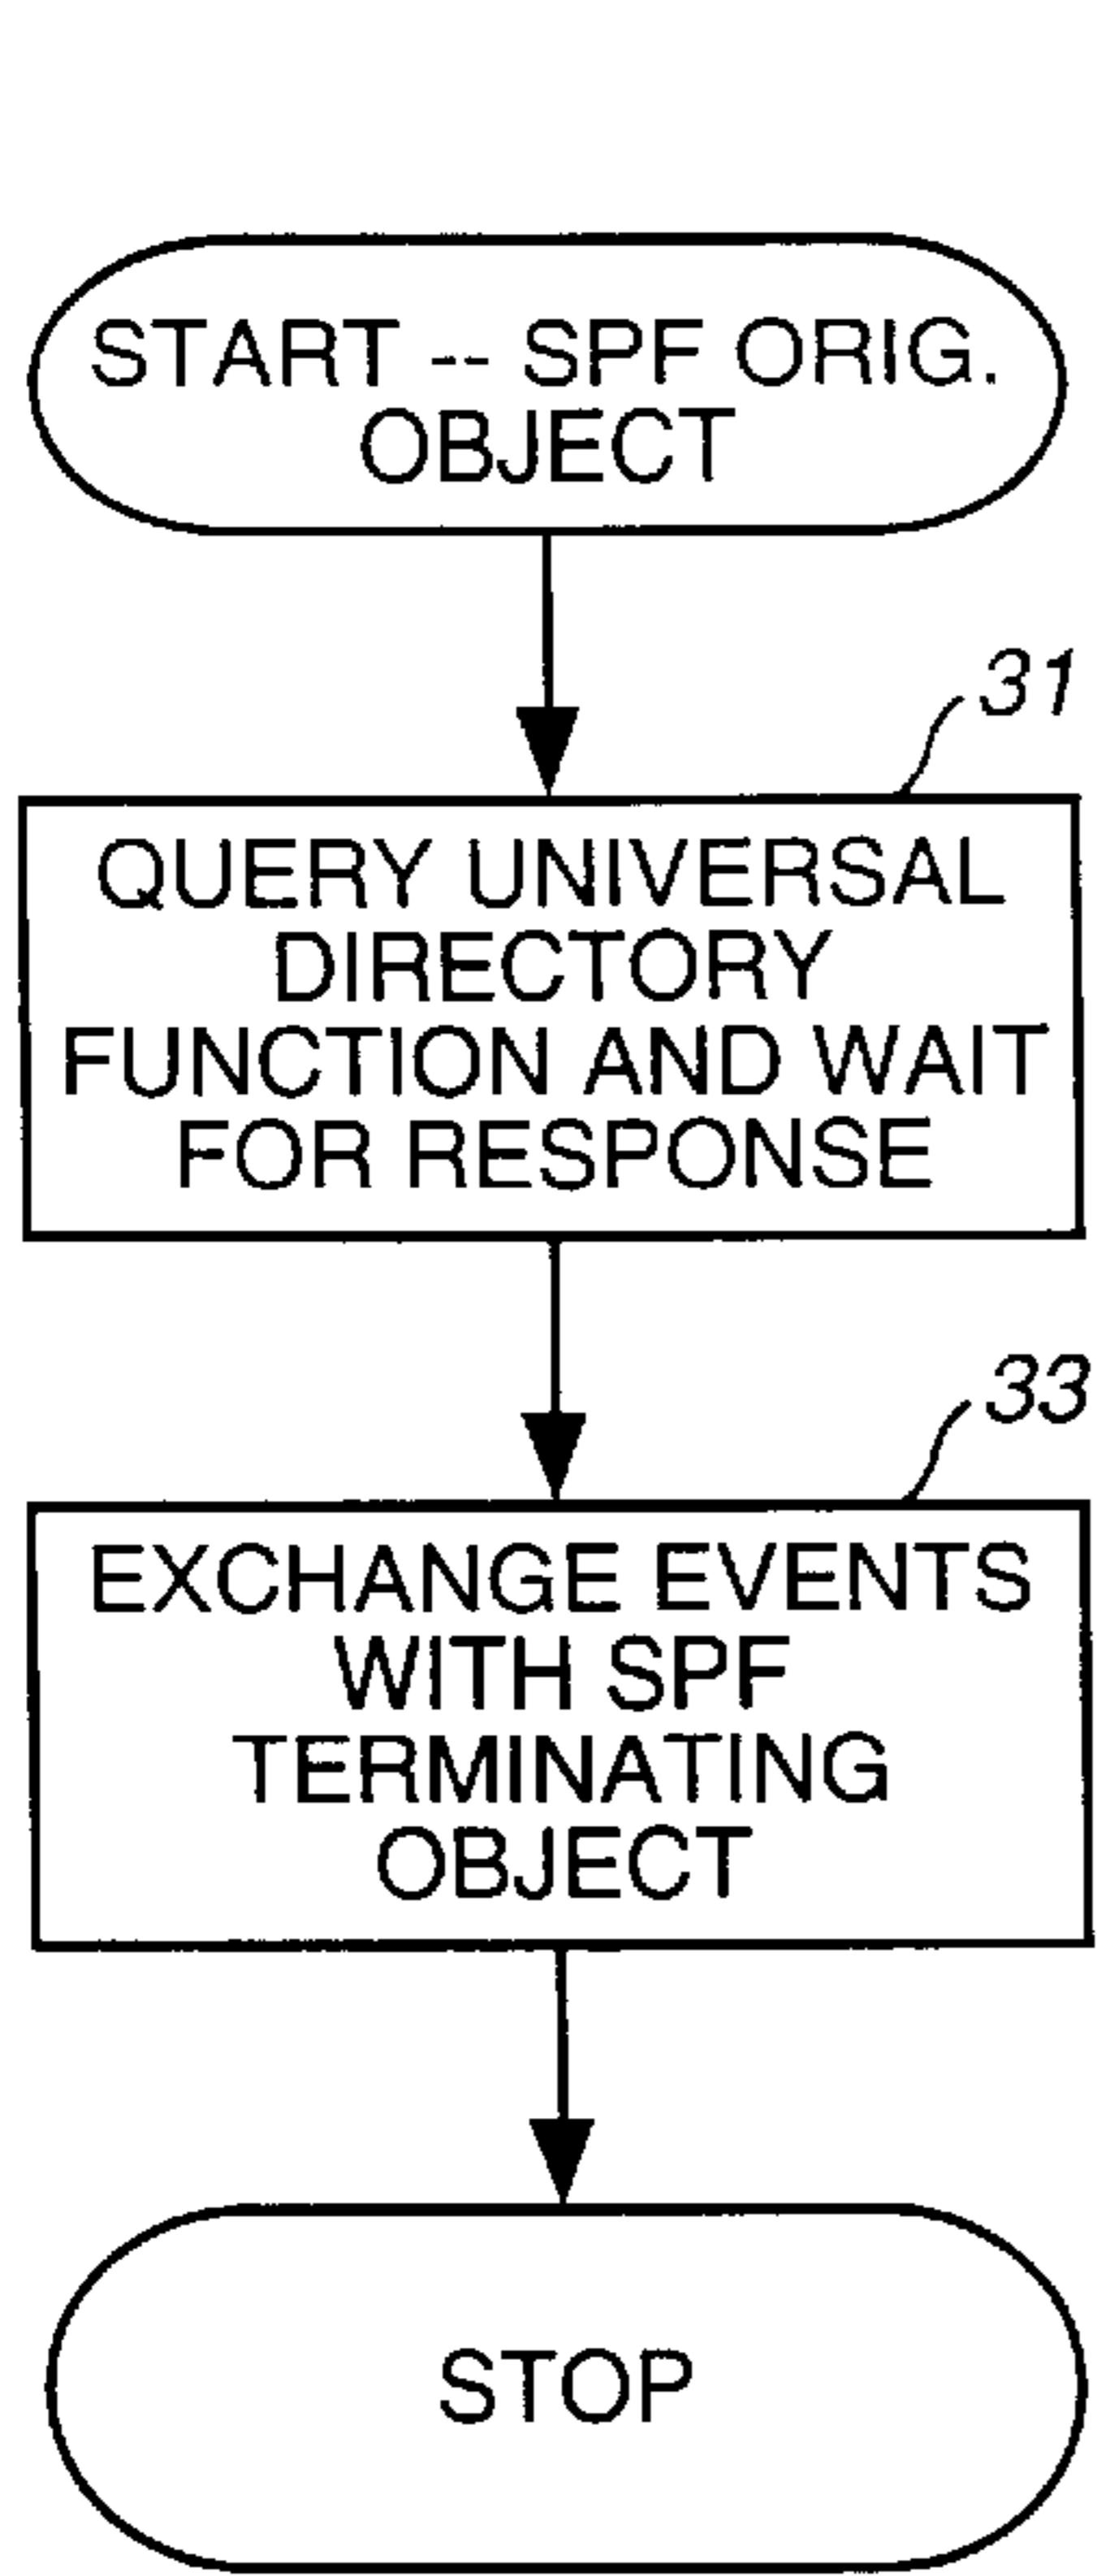 START -- SPF ORIG.
OBJECT
31
QUERY UNIVERSAL
DIRECTORY
FUNCTION AND WAIT
FOR RESPONSE
33
EXCHANGE EVENTS
WITH SPF
TERMINATING
OBJECT
STOP